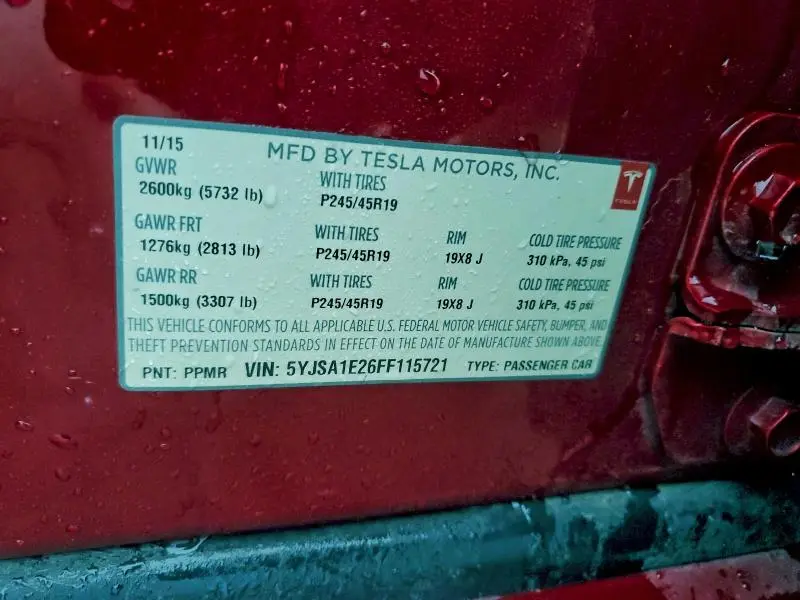 11/15
MFD BY TESLA MOTORS, INC.
GVWR
2600kg (5732 lb)
WITH TIRES
P245/45R19
TESLA
GAWR FRT
1276kg (2813 lb)
WITH TIRES
P245/45R19
RIM
19X8 J
COLD TIRE PRESSURE
310 kPa, 45 psi
GAWR RR
1500kg (3307 lb)
WITH TIRES
P245/45R19
RIM
19X8 J
COLD TIRE PRESSURE
310 kPa, 45 psi
THIS VEHICLE CONFORMS TO ALL APPLICABLE U.S. FEDERAL MOTOR VEHICLE SAFETY, BUMPER, AND
THEFT PREVENTION STANDARDS IN EFFECT ON THE DATE OF MANUFACTURE SHOWN ABOVE.
PNT: PPMR VIN: 5YJSA1E26FF115721 TYPE: PASSENGER CAR